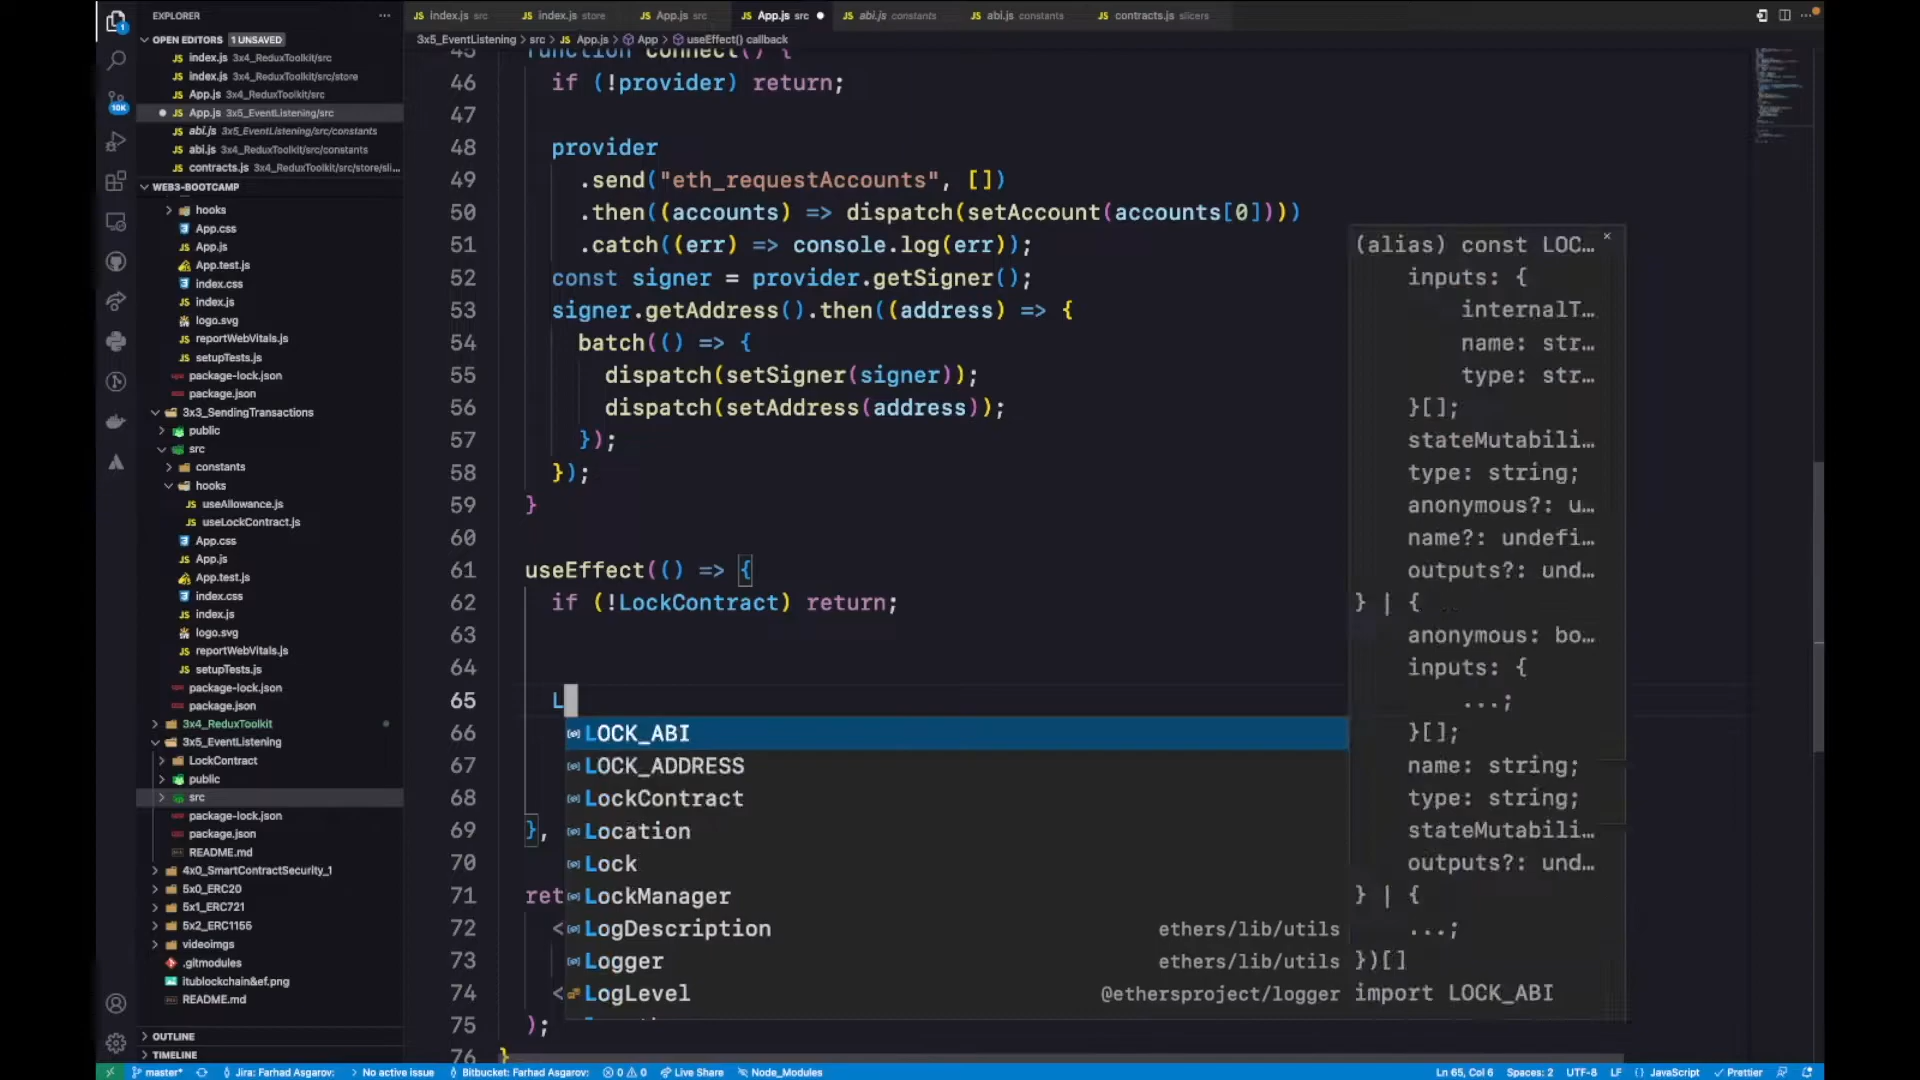 EXPLORER
OPEN EDITORS 1 UNSAVED
index.js 3x4_ReduxToolkit/src
index.js 3x4_ReduxToolkit/src/store
App.js 3x4_ReduxToolkit/src
App.js 3x5_EventListening/src
abi.js 3x5_EventListening/src/constants
abi.js 3x4_ReduxToolkit/src/constants
contracts.js 3x4_ReduxToolkit/src/store/sli...
WEB3-BOOTCAMP
hooks
App.css
App.js
App.test.js
index.css
index.js
logo.svg
reportWebVitals.js
setupTests.js
package-lock.json
package.json
3x3_SendingTransactions
public
src
constants
hooks
useAllowance.js
useLockContract.js
App.css
App.js
App.test.js
index.css
index.js
logo.svg
reportWebVitals.js
setupTests.js
package-lock.json
package.json
3x4_ReduxToolkit
3x5_EventListening
LockContract
public
src
package-lock.json
package.json
README.md
4x0_SmartContractSecurity_1
5x0_ERC20
5x1_ERC721
5x2_ERC1155
videoimgs
.gitmodules
itublockchain&ef.png
README.md
OUTLINE
TIMELINE
10K
index.js src index.js store App.js src App.js src abi.js constants abi.js constants contracts.js slicers
3x5_EventListening > src > App.js > App > useEffect() callback
45 function connect() {
46 if (!provider) return;
47
48 provider
49 .send("eth_requestAccounts", [])
50 .then((accounts) => dispatch(setAccount(accounts[0])))
51 .catch((err) => console.log(err));
52 const signer = provider.getSigner();
53 signer.getAddress().then((address) => {
54 batch(() => {
55 dispatch(setSigner(signer));
56 dispatch(setAddress(address));
57 });
58 });
59 }
60
61 useEffect(() => {
62 if (!LockContract) return;
63
64
65 L
66 LOCK_ABI
67 LOCK_ADDRESS
68 LockContract
69 }, Location
70 Lock
71 ret LockManager
72 < LogDescription ethers/lib/utils
73 Logger ethers/lib/utils
74 < LogLevel @ethersproject/logger
75 );
76 }
(alias) const LOC...
inputs: {
internalT...
name: str...
type: str...
}[];
stateMutabili...
type: string;
anonymous?: u...
name?: undefi...
outputs?: und...
} | {
anonymous: bo...
inputs: {
...;
}[];
name: string;
type: string;
stateMutabili...
outputs?: und...
} | {
...;
})[]
import LOCK_ABI
master* Jira: Farhad Asgarov: No active issue Bitbucket: Farhad Asgarov: 0 0 Live Share Node_Modules Ln 65, Col 6 Spaces: 2 UTF-8 LF {} JavaScript Prettier